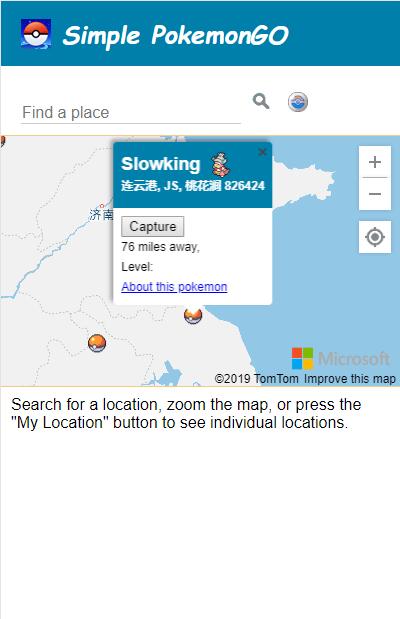 Simple PokemonGO
Find a place
Slowking
连云港, JS, 桃花涧 826424
济南
Capture
76 miles away,
Level:
About this pokemon
Microsoft
©2019 TomTom Improve this map
Search for a location, zoom the map, or press the
"My Location" button to see individual locations.